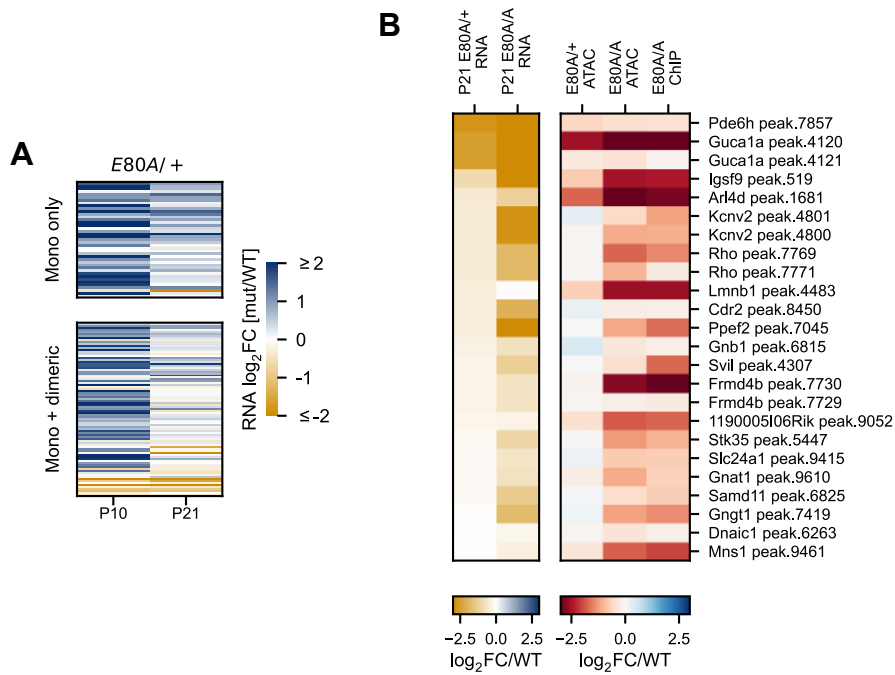 A
E80A/ +
Mono only
Mono + dimeric
P10
P21
RNA log2FC [mut/WT]
≥ 2
1
0
-1
≤ -2
B
P21 E80A/+
RNA
P21 E80A/A
RNA
E80A/+
ATAC
E80A/A
ATAC
E80A/A
ChIP
Pde6h peak.7857
Guca1a peak.4120
Guca1a peak.4121
Igsf9 peak.519
Arl4d peak.1681
Kcnv2 peak.4801
Kcnv2 peak.4800
Rho peak.7769
Rho peak.7771
Lmnb1 peak.4483
Cdr2 peak.8450
Ppef2 peak.7045
Gnb1 peak.6815
Svil peak.4307
Frmd4b peak.7730
Frmd4b peak.7729
1190005I06Rik peak.9052
Stk35 peak.5447
Slc24a1 peak.9415
Gnat1 peak.9610
Samd11 peak.6825
Gngt1 peak.7419
Dnaic1 peak.6263
Mns1 peak.9461
−2.5 0.0 2.5
log2FC/WT
−2.5 0.0 2.5
log2FC/WT